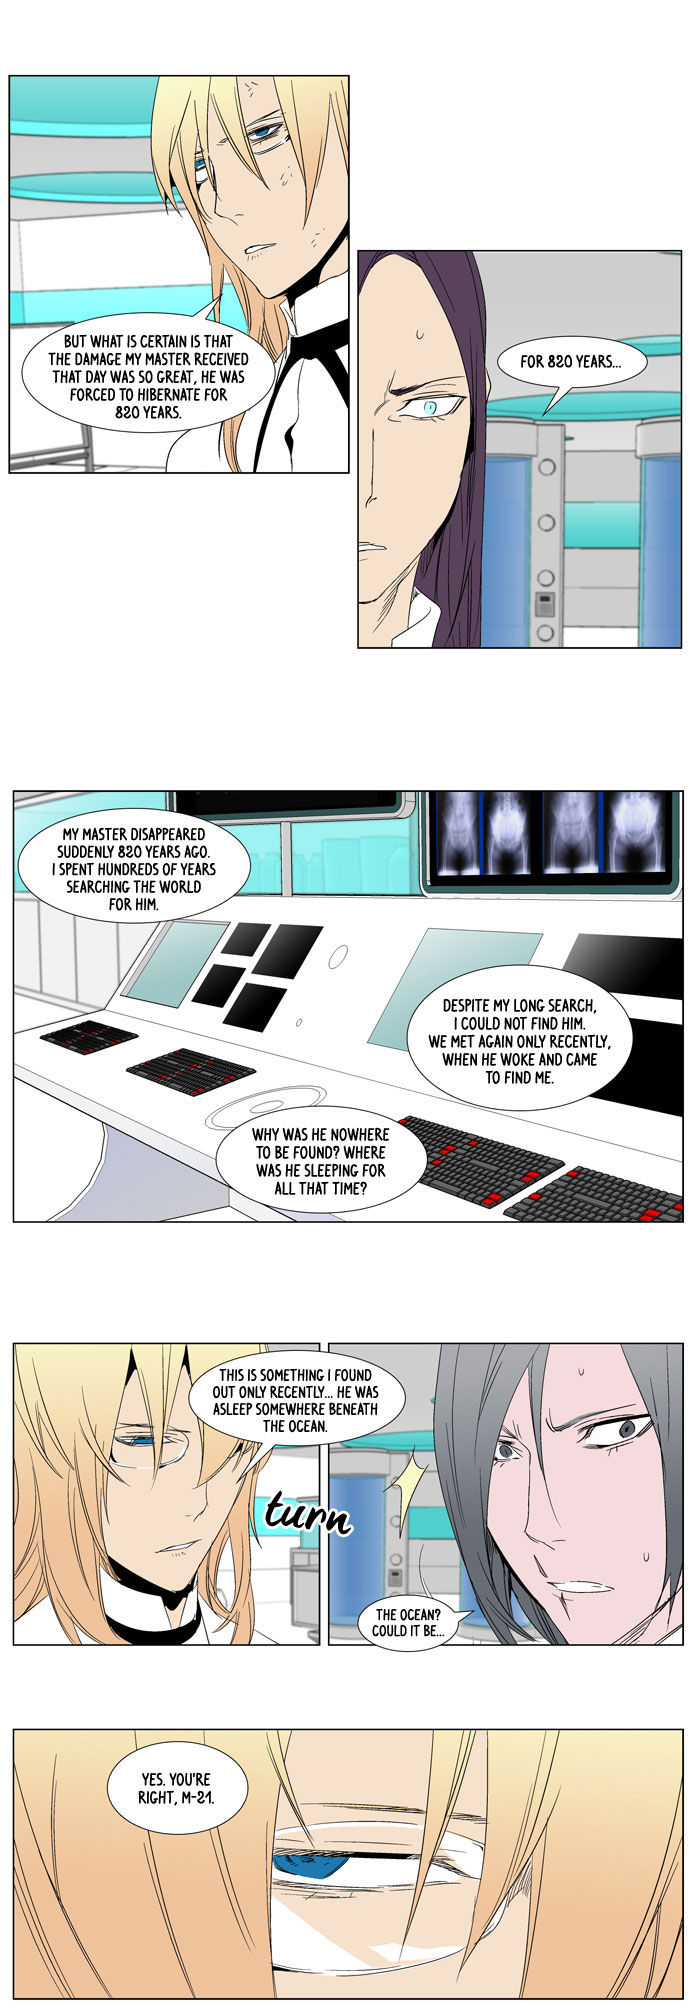 BUT WHAT IS CERTAIN IS THAT
THE DAMAGE MY MASTER RECEIVED
THAT DAY WAS SO GREAT, HE WAS
FORCED TO HIBERNATE FOR
820 YEARS.
FOR 820 YEARS...
MY MASTER DISAPPEARED
SUDDENLY 820 YEARS AGO.
I SPENT HUNDREDS OF YEARS
SEARCHING THE WORLD
FOR HIM.
DESPITE MY LONG SEARCH,
I COULD NOT FIND HIM.
WE MET AGAIN ONLY RECENTLY,
WHEN HE WOKE AND CAME
TO FIND ME.
WHY WAS HE NOWHERE
TO BE FOUND? WHERE
WAS HE SLEEPING FOR
ALL THAT TIME?
THIS IS SOMETHING I FOUND
OUT ONLY RECENTLY... HE WAS
ASLEEP SOMEWHERE BENEATH
THE OCEAN.
turn
THE OCEAN?
COULD IT BE...
YES. YOU'RE
RIGHT, M-21.